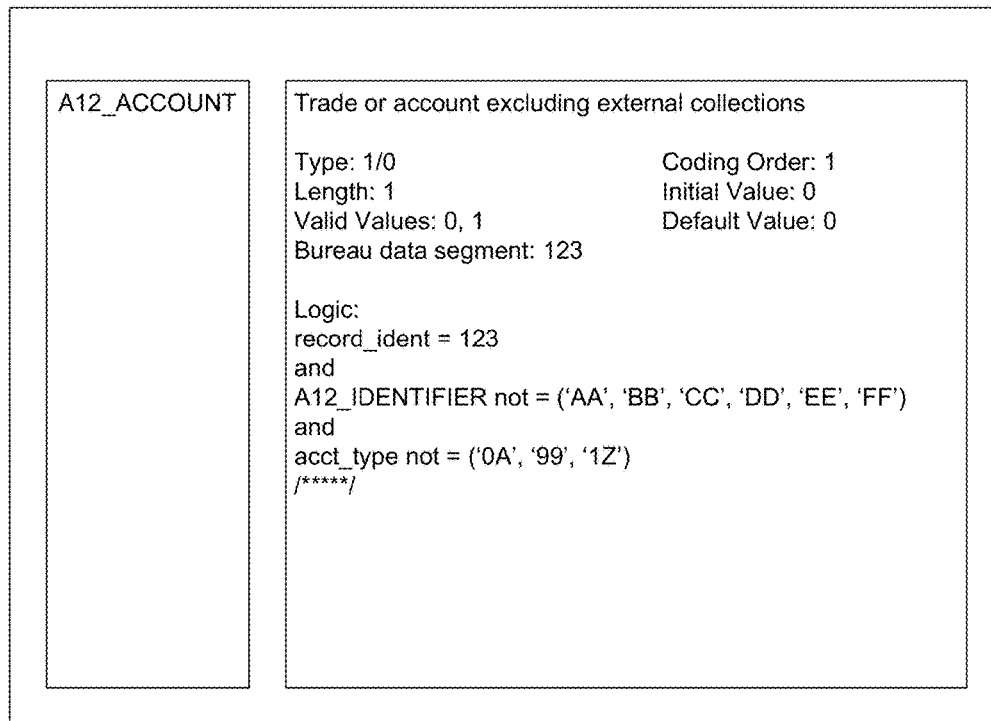 A12_ACCOUNT
Trade or account excluding external collections
Type: 1/0 Coding Order: 1
Length: 1 Initial Value: 0
Valid Values: 0, 1 Default Value: 0
Bureau data segment: 123
Logic:
record_ident = 123
and
A12_IDENTIFIER not = (‘AA’, ‘BB’, ‘CC’, ‘DD’, ‘EE’, ‘FF’)
and
acct_type not = (‘0A’, ‘99’, ‘1Z’)
/*****/